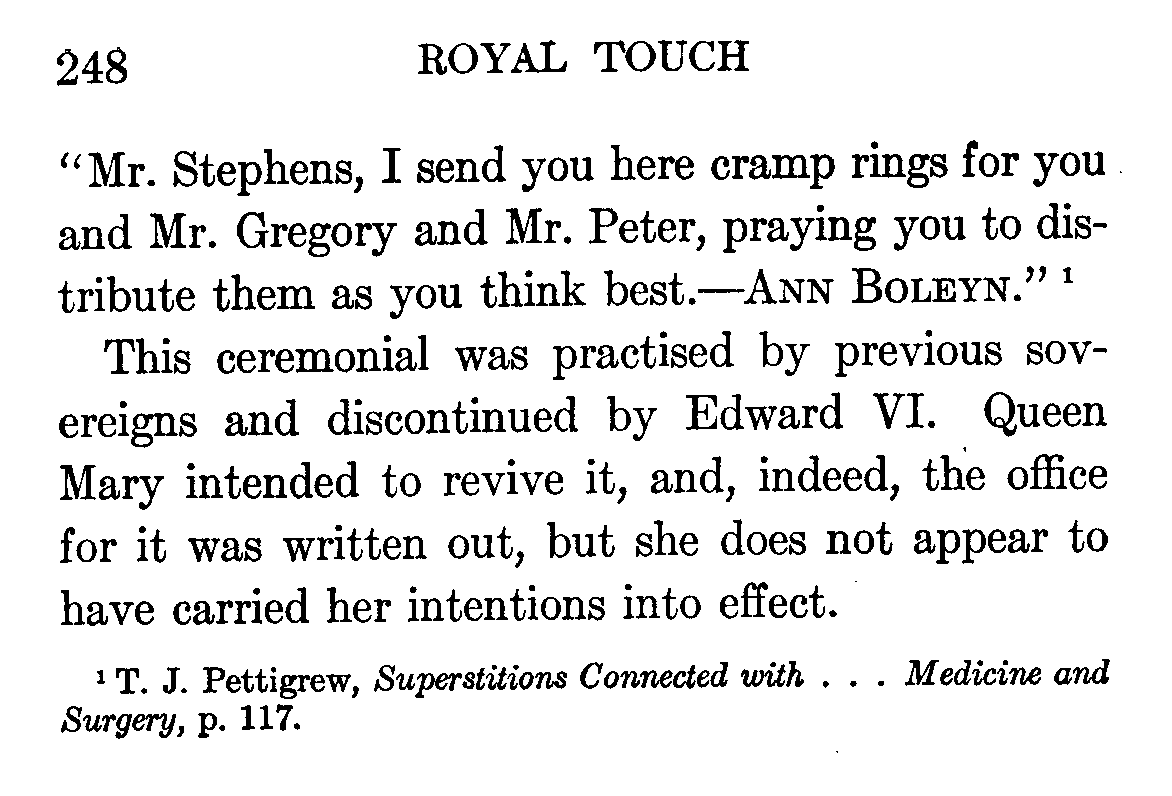 248 ROYAL TOUCH
“Mr. Stephens, I send you here cramp rings for you
and Mr. Gregory and Mr. Peter, praying you to dis-
tribute them as you think best.—ANN BOLEYN.” ¹
This ceremonial was practised by previous sov-
ereigns and discontinued by Edward VI. Queen
Mary intended to revive it, and, indeed, the office
for it was written out, but she does not appear to
have carried her intentions into effect.
¹ T. J. Pettigrew, Superstitions Connected with . . . Medicine and
Surgery, p. 117.